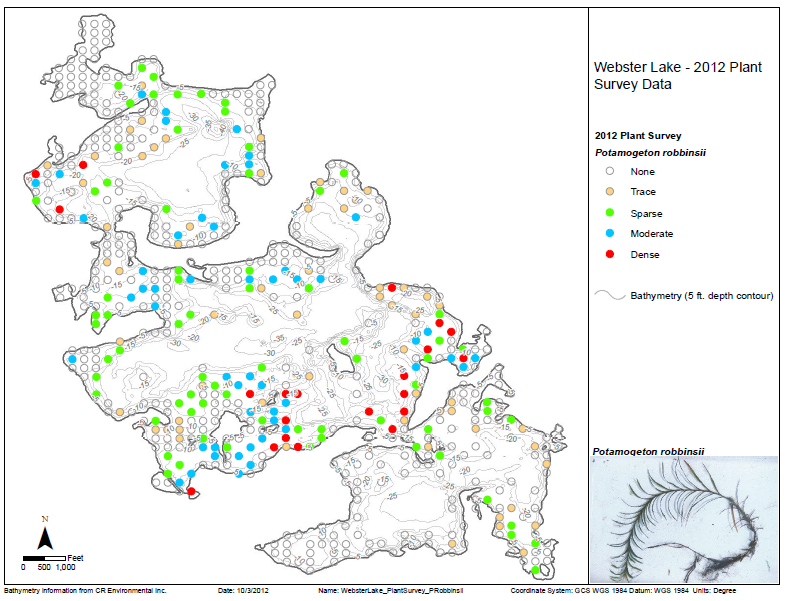 Webster Lake - 2012 Plant
Survey Data
2012 Plant Survey
Potamogeton robbinsii
None
Trace
Sparse
Moderate
Dense
Bathymetry (5 ft. depth contour)
Potamogeton robbinsii
N
Feet
0 500 1,000
Bathymetry Information from CR Environmental Inc. Date: 10/3/2012 Name: WebsterLake_PlantSurvey_PRobbinsII Coordinate System: GCS WGS 1984 Datum: WGS 1984 Units: Degree